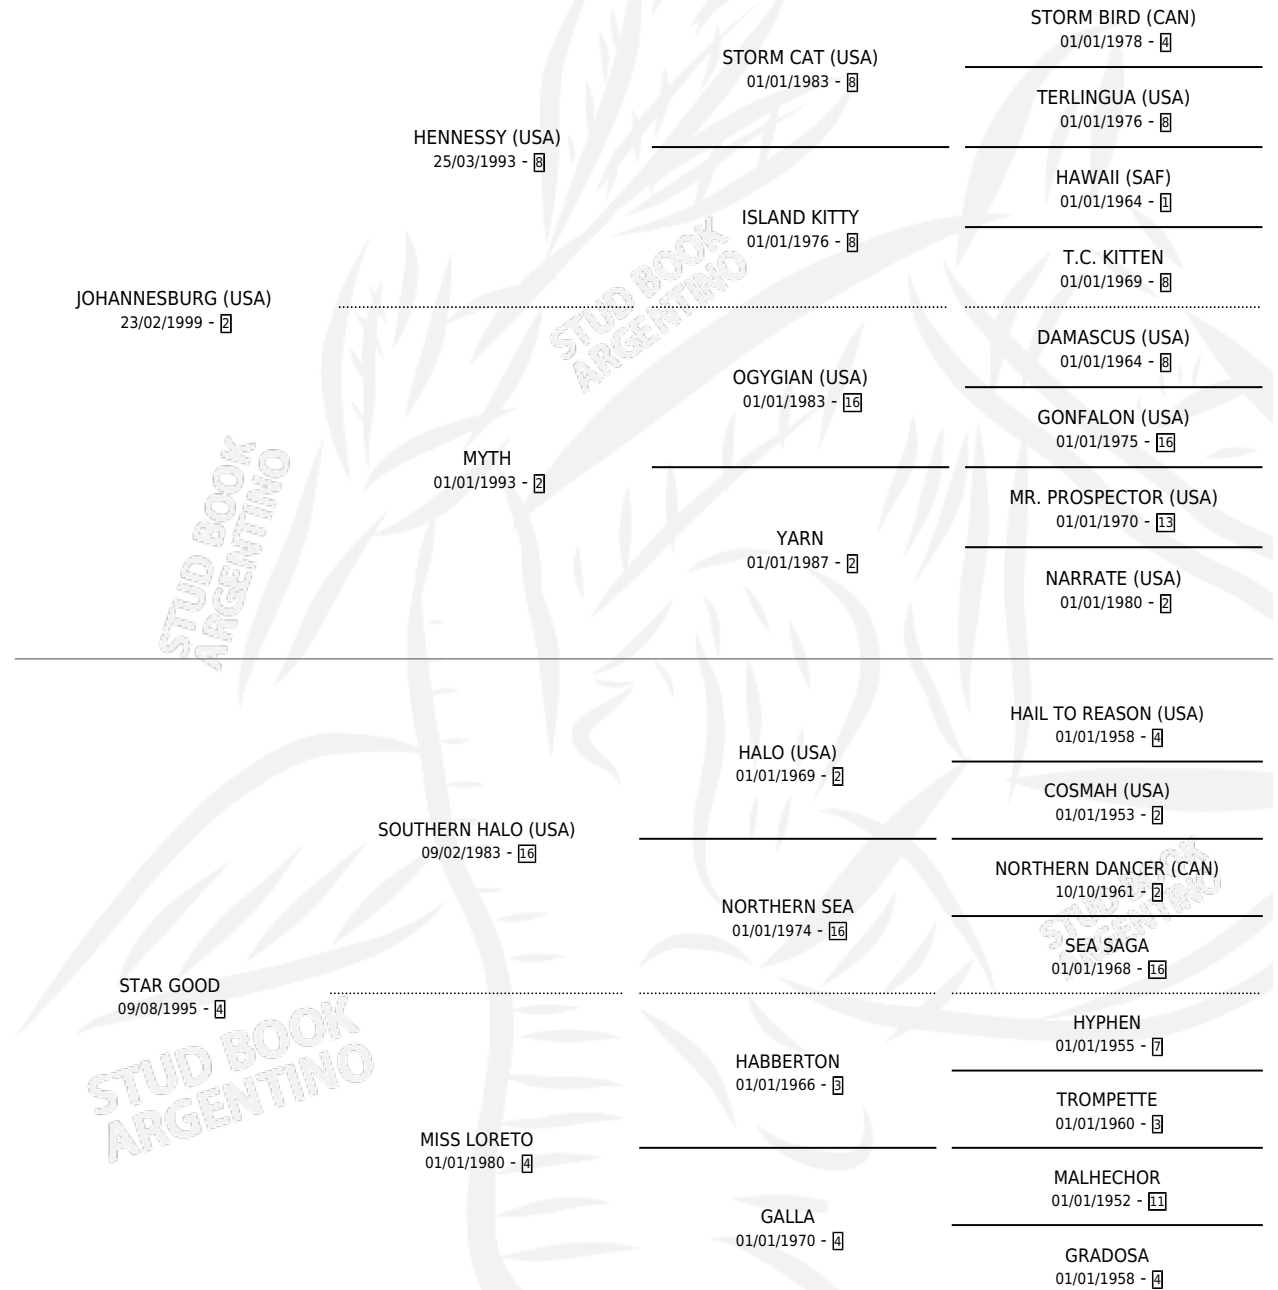 STORM BIRD (CAN)
01/01/1978 - 4
STORM CAT (USA)
01/01/1983 - 8
TERLINGUA (USA)
01/01/1976 - 8
HENNESSY (USA)
25/03/1993 - 8
HAWAII (SAF)
01/01/1964 - 1
ISLAND KITTY
01/01/1976 - 8
T.C. KITTEN
01/01/1969 - 8
JOHANNESBURG (USA)
23/02/1999 - 2
DAMASCUS (USA)
01/01/1964 - 8
OGYGIAN (USA)
01/01/1983 - 16
GONFALON (USA)
01/01/1975 - 16
MYTH
01/01/1993 - 2
MR. PROSPECTOR (USA)
01/01/1970 - 13
YARN
01/01/1987 - 2
NARRATE (USA)
01/01/1980 - 2
HAIL TO REASON (USA)
01/01/1958 - 4
HALO (USA)
01/01/1969 - 2
COSMAH (USA)
01/01/1953 - 2
SOUTHERN HALO (USA)
09/02/1983 - 16
NORTHERN DANCER (CAN)
10/10/1961 - 2
NORTHERN SEA
01/01/1974 - 16
SEA SAGA
01/01/1968 - 16
STAR GOOD
09/08/1995 - 4
HYPHEN
01/01/1955 - 7
HABBERTON
01/01/1966 - 3
TROMPETTE
01/01/1960 - 3
MISS LORETO
01/01/1980 - 4
MALHECHOR
01/01/1952 - 11
GALLA
01/01/1970 - 4
GRADOSA
01/01/1958 - 4
STUD BOOK
ARGENTINO
STUD BOOK
ARGENTINO
STUD BOOK
ARGENTINO
STUD BOOK
ARGENTINO